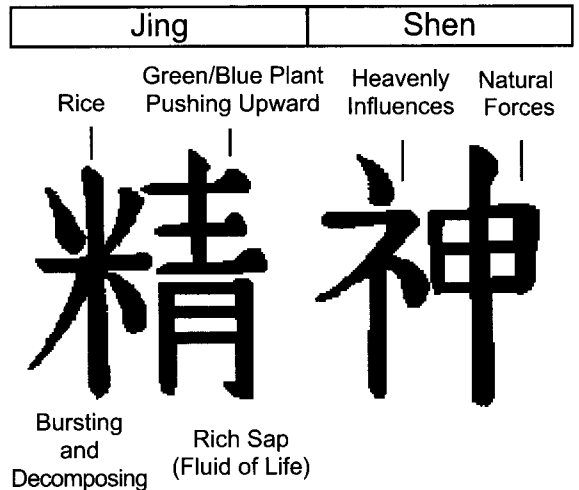 Jing Shen
Green/Blue Plant
Pushing Upward
Rice
Heavenly
Influences
Natural
Forces
精神
Bursting
and
Decomposing
Rich Sap
(Fluid of Life)